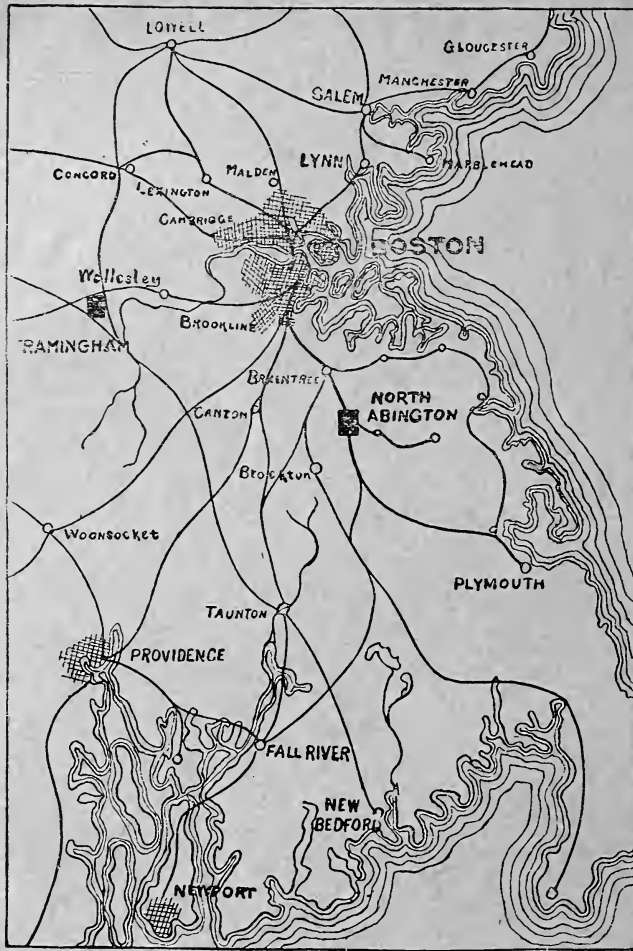 LOWELL
GLOUCESTER
MANCHESTER
SALEM
LYNN
MARBLEHEAD
CONCORD
LEXINGTON
MALDEN
CAMBRIDGE
BOSTON
Wellesley
BROOKLINE
FRAMINGHAM
BRAINTREE
NORTH
ABINGTON
CANTON
BROCKTON
WOONSOCKET
PLYMOUTH
TAUNTON
PROVIDENCE
FALL RIVER
NEW
BEDFORD
NEWPORT